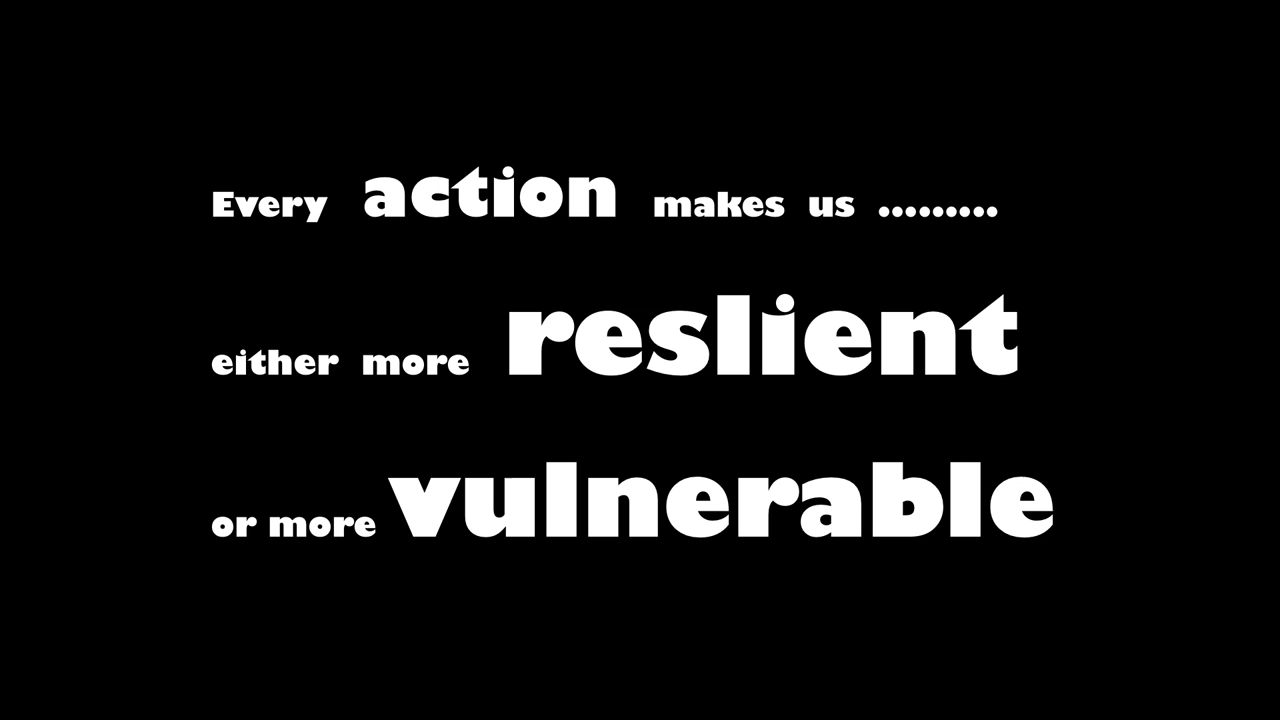 Every action makes us .........
either more reslient
or more vulnerable